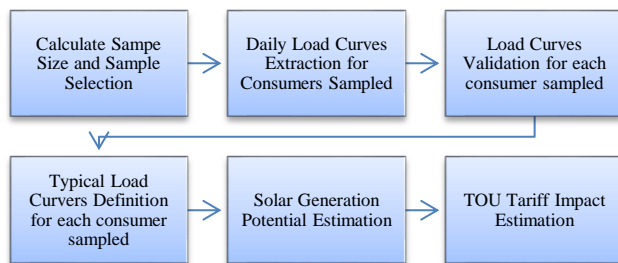 Calculate Sampe
Size and Sample
Selection
Daily Load Curves
Extraction for
Consumers Sampled
Load Curves
Validation for each
consumer sampled
Typical Load
Curvers Definition
for each consumer
sampled
Solar Generation
Potential Estimation
TOU Tariff Impact
Estimation